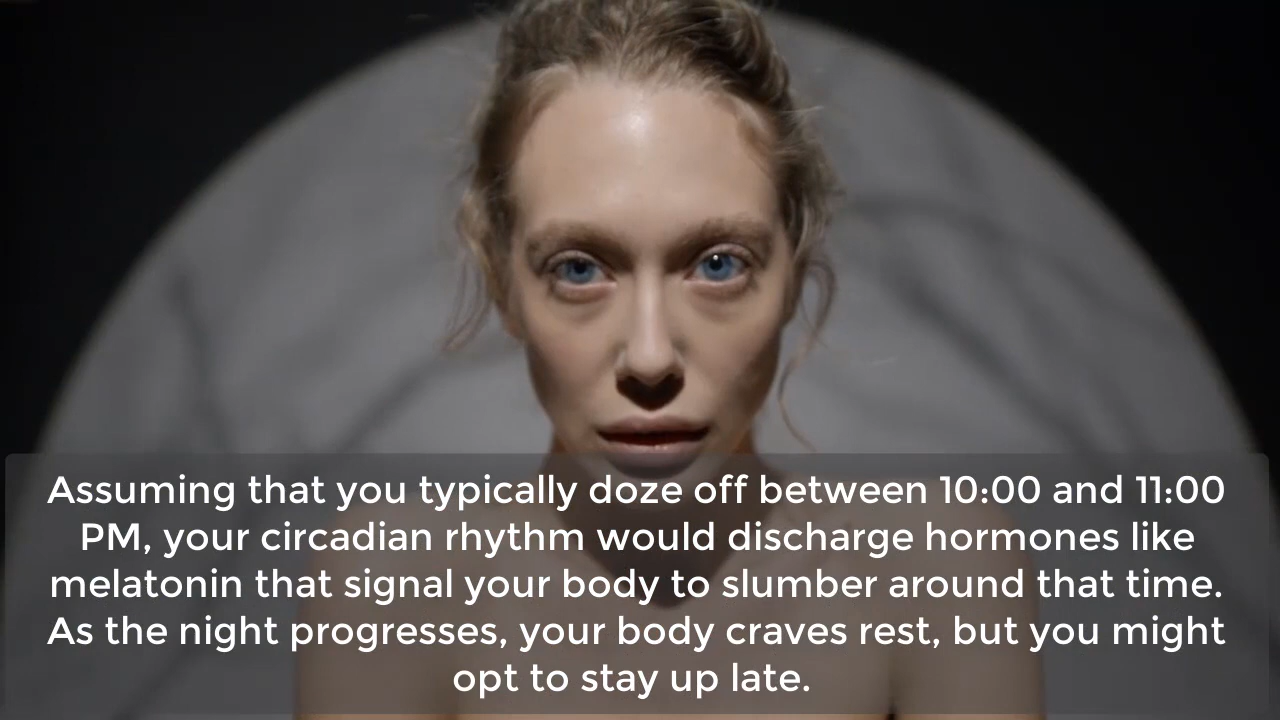 Assuming that you typically doze off between 10:00 and 11:00
PM, your circadian rhythm would discharge hormones like
melatonin that signal your body to slumber around that time.
As the night progresses, your body craves rest, but you might
opt to stay up late.